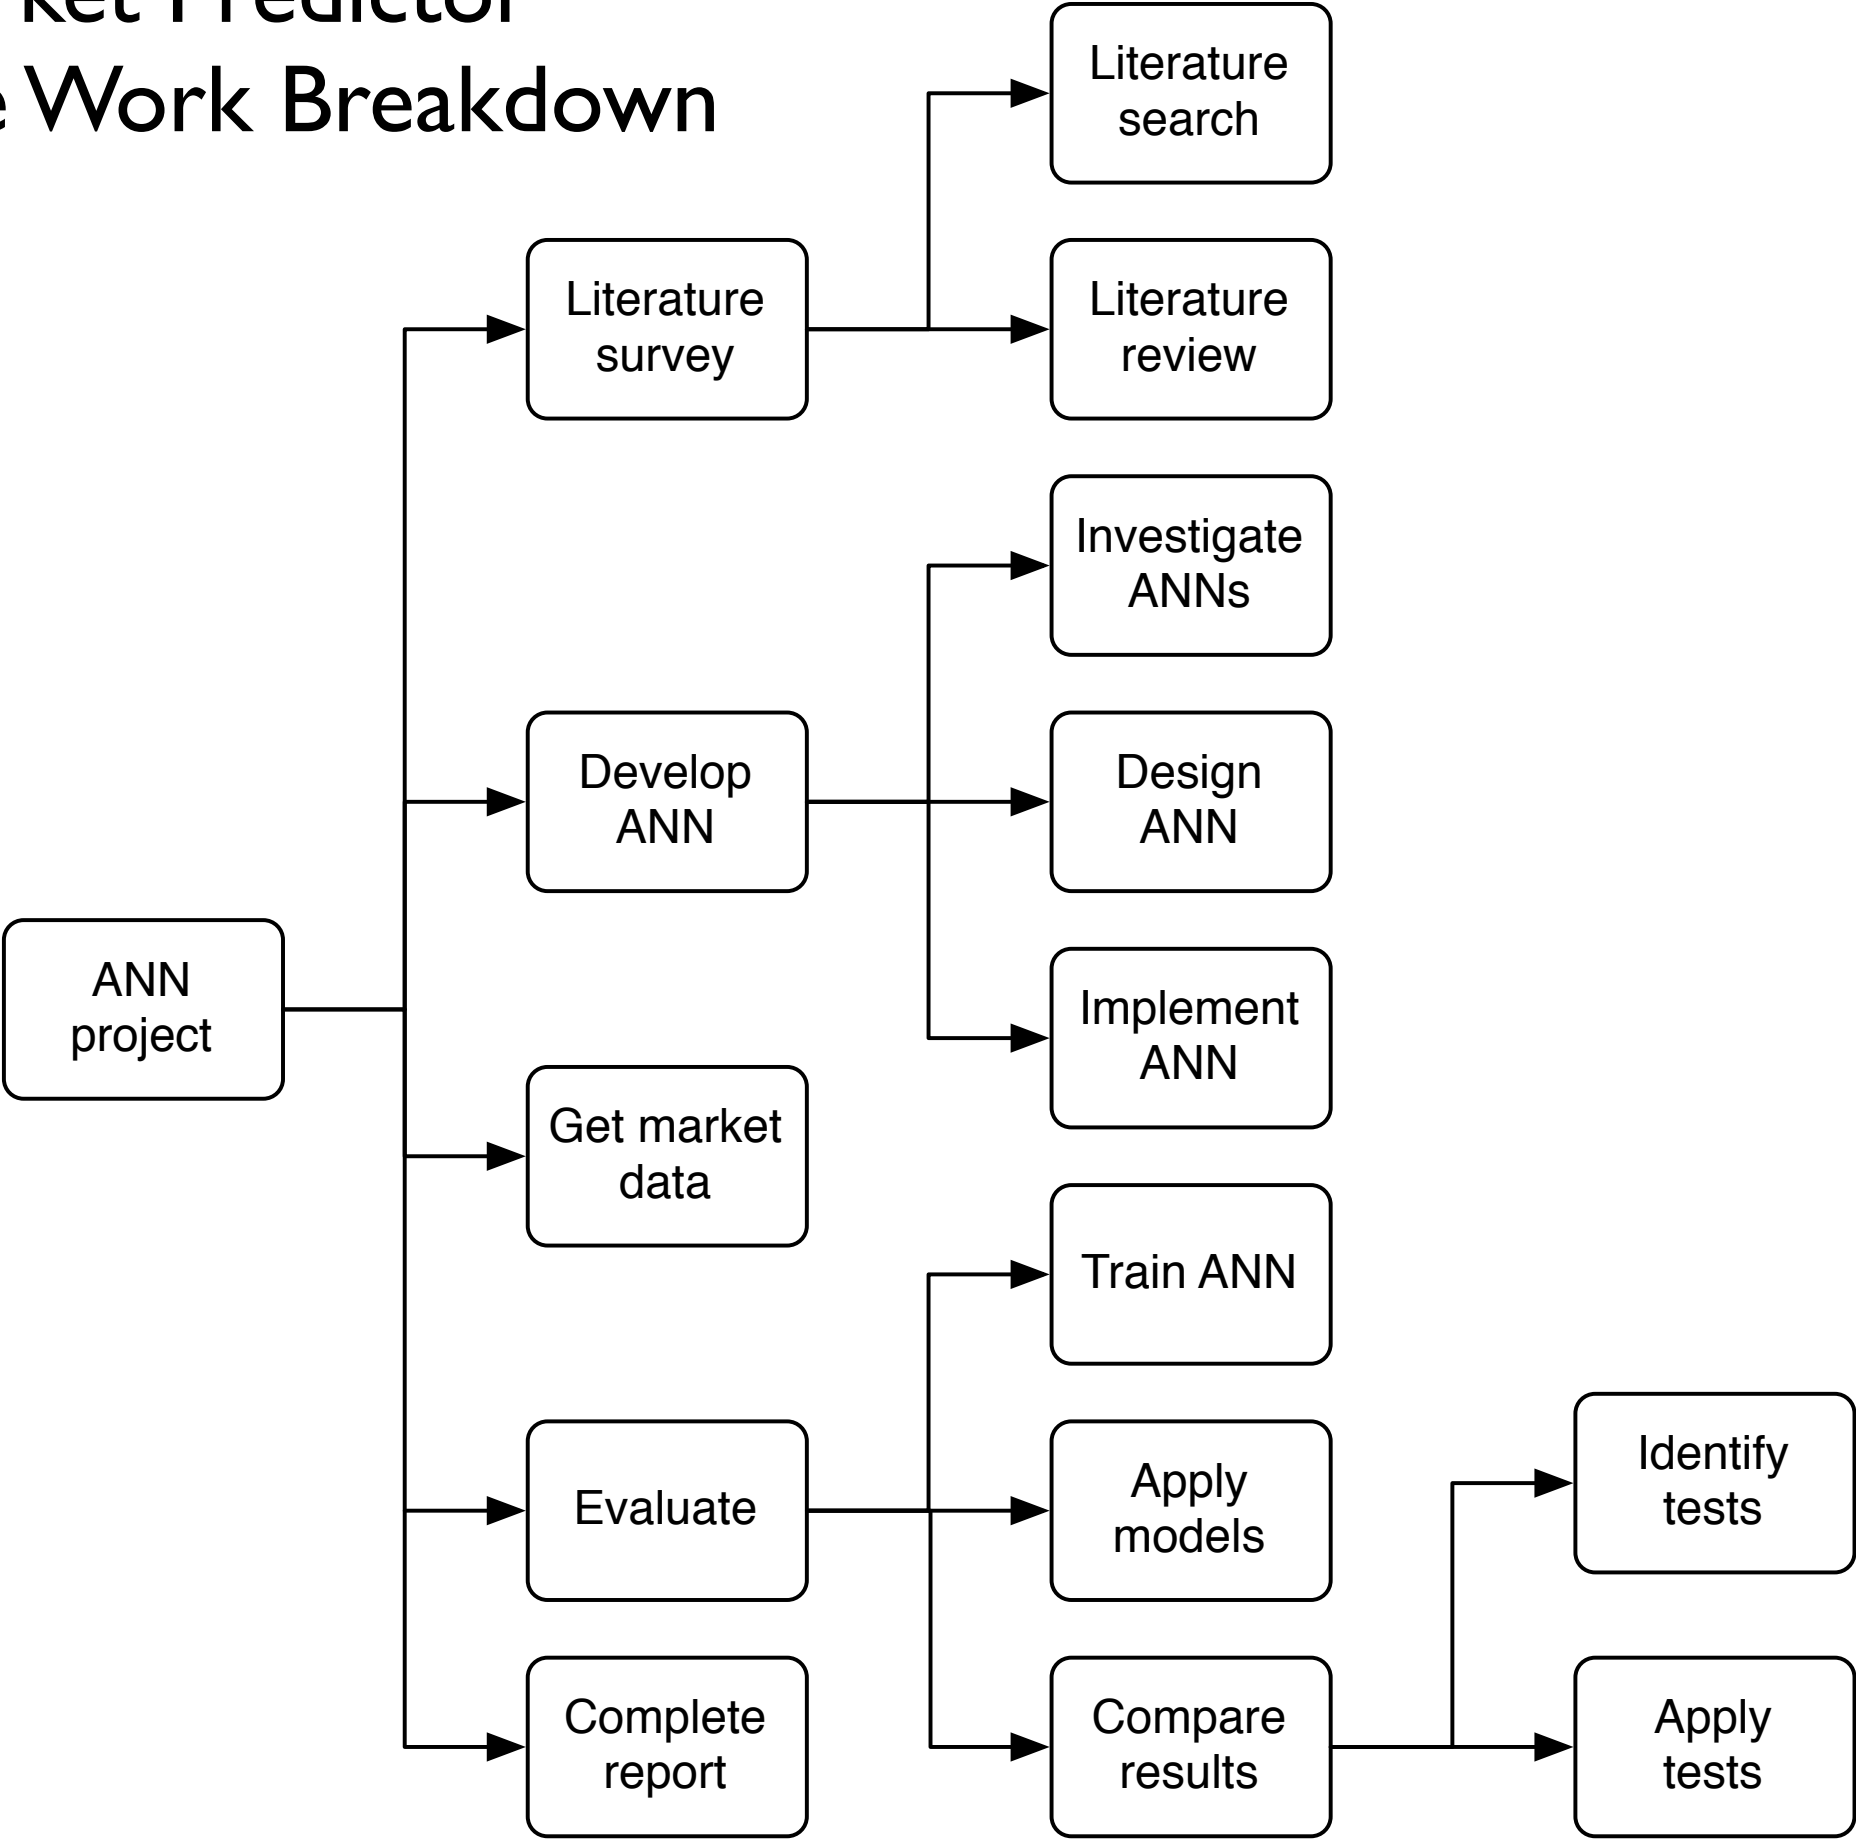 Predictor
Work Breakdown
Literature
search
Literature
survey
Literature
review
Investigate
ANNs
Develop
ANN
Design
ANN
ANN
project
Implement
ANN
Get market
data
Train ANN
Evaluate
Apply
models
Identify
tests
Complete
report
Compare
results
Apply
tests